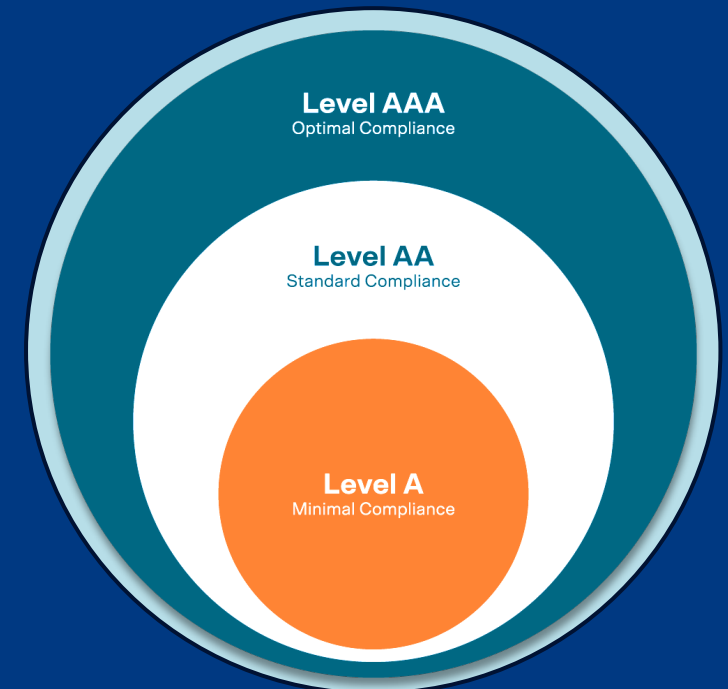 Level AAA
Optimal Compliance
Level AA
Standard Compliance
Level A
Minimal Compliance